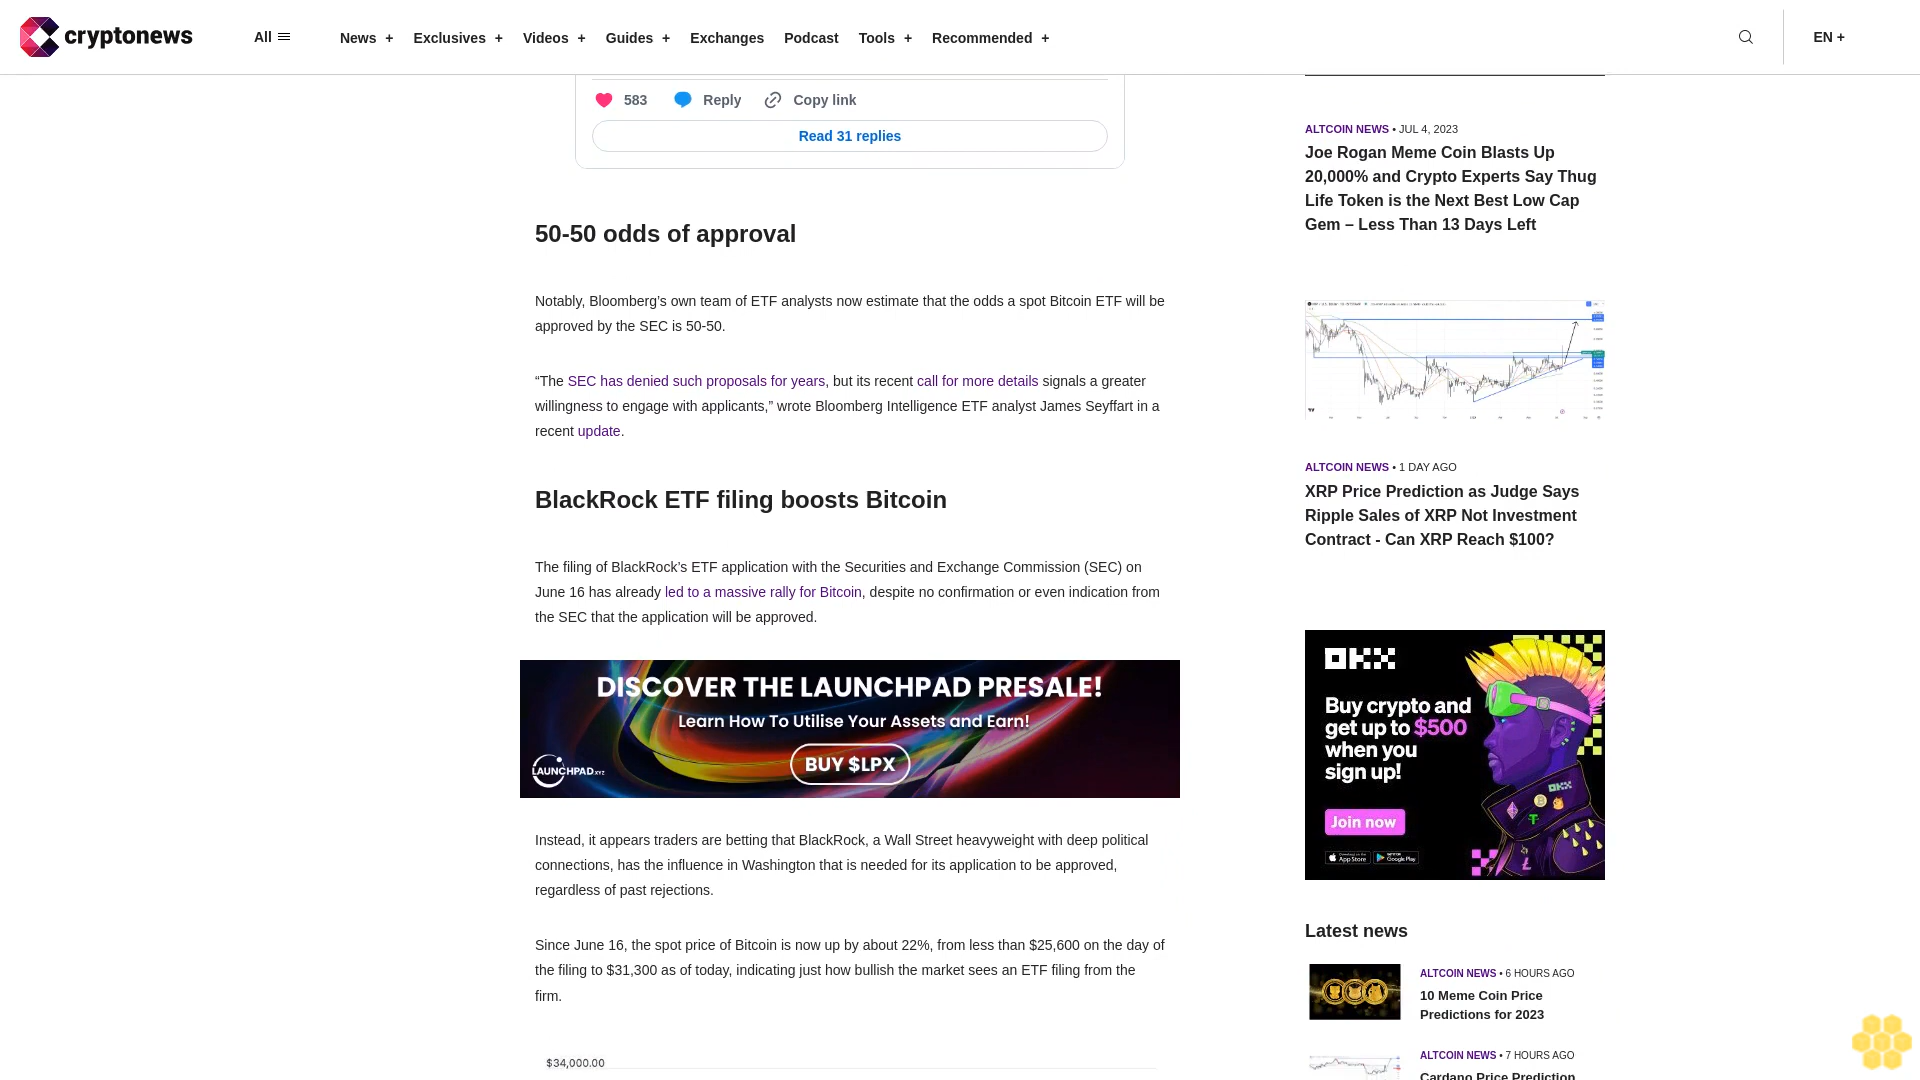 cryptonews
All
News +
Exclusives +
Videos +
Guides +
Exchanges
Podcast
Tools +
Recommended +
EN +
583
Reply
Copy link
Read 31 replies
50-50 odds of approval
Notably, Bloomberg’s own team of ETF analysts now estimate that the odds a spot Bitcoin ETF will be
approved by the SEC is 50-50.
“The SEC has denied such proposals for years, but its recent call for more details signals a greater
willingness to engage with applicants,” wrote Bloomberg Intelligence ETF analyst James Seyffart in a
recent update.
BlackRock ETF filing boosts Bitcoin
The filing of BlackRock’s ETF application with the Securities and Exchange Commission (SEC) on
June 16 has already led to a massive rally for Bitcoin, despite no confirmation or even indication from
the SEC that the application will be approved.
DISCOVER THE LAUNCHPAD PRESALE!
Learn How To Utilise Your Assets and Earn!
BUY $LPX
LAUNCHPAD.XYZ
Instead, it appears traders are betting that BlackRock, a Wall Street heavyweight with deep political
connections, has the influence in Washington that is needed for its application to be approved,
regardless of past rejections.
Since June 16, the spot price of Bitcoin is now up by about 22%, from less than $25,600 on the day of
the filing to $31,300 as of today, indicating just how bullish the market sees an ETF filing from the
firm.
$34,000.00
ALTCOIN NEWS • JUL 4, 2023
Joe Rogan Meme Coin Blasts Up
20,000% and Crypto Experts Say Thug
Life Token is the Next Best Low Cap
Gem – Less Than 13 Days Left
ALTCOIN NEWS • 1 DAY AGO
XRP Price Prediction as Judge Says
Ripple Sales of XRP Not Investment
Contract - Can XRP Reach $100?
OKX
Buy crypto and
get up to $500
when you
sign up!
OKX
Join now
App Store
Google Play
Latest news
ALTCOIN NEWS • 6 HOURS AGO
10 Meme Coin Price
Predictions for 2023
ALTCOIN NEWS • 7 HOURS AGO
Cardano Price Prediction